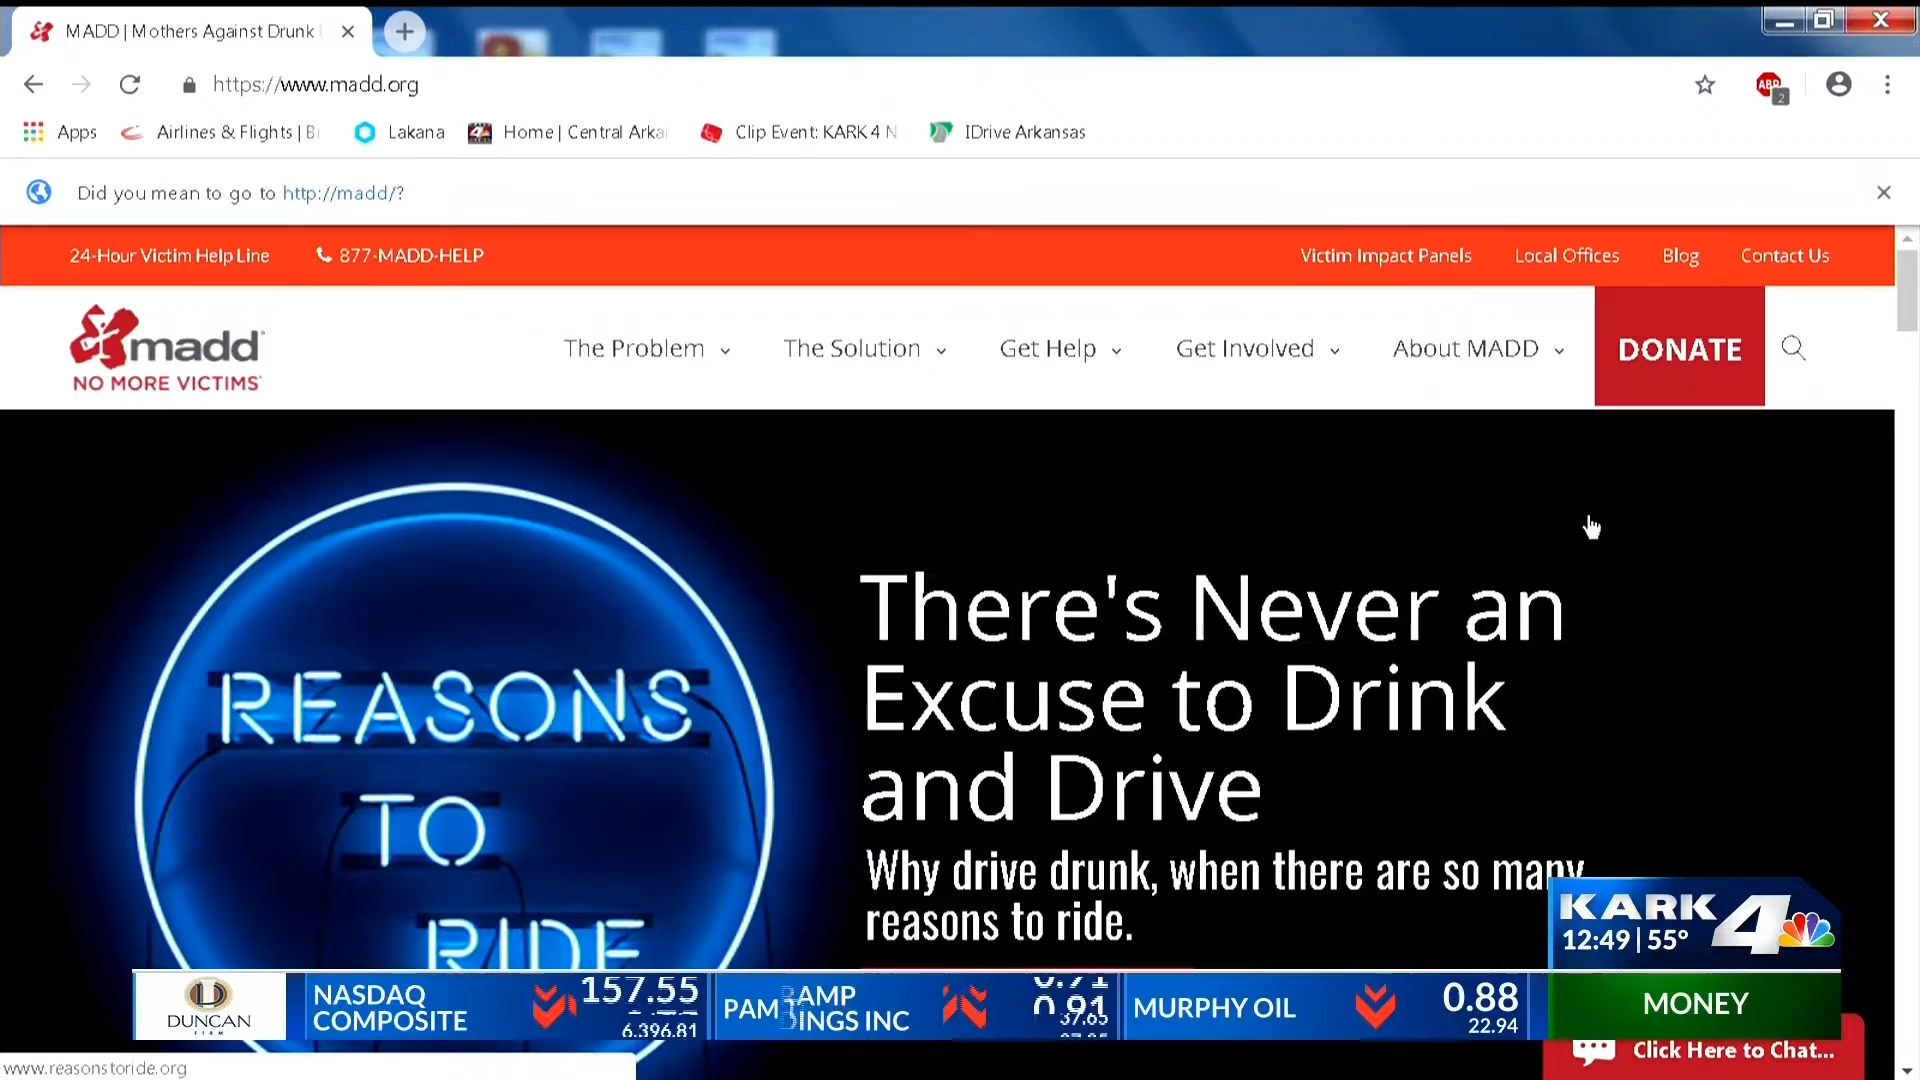 MADD | Mothers Against Drunk
https://www.madd.org
ABP
2
Apps
Airlines & Flights | Bi
Lakana
Home | Central Arka
Clip Event: KARK 4 N
IDrive Arkansas
Did you mean to go to http://madd/?
24-Hour Victim Help Line
877-MADD-HELP
Victim Impact Panels
Local Offices
Blog
Contact Us
madd
NO MORE VICTIMS
The Problem
The Solution
Get Help
Get Involved
About MADD
DONATE
REASONS
TO
RIDE
There's Never an
Excuse to Drink
and Drive
Why drive drunk, when there are so many
reasons to ride.
KARK 4
12:49 | 55°
DUNCAN
FIRM
NASDAQ
COMPOSITE
157.55
6,396.81
MURPHY OIL
0.88
22.94
MONEY
Click Here to Chat...
www.reasonstoride.org